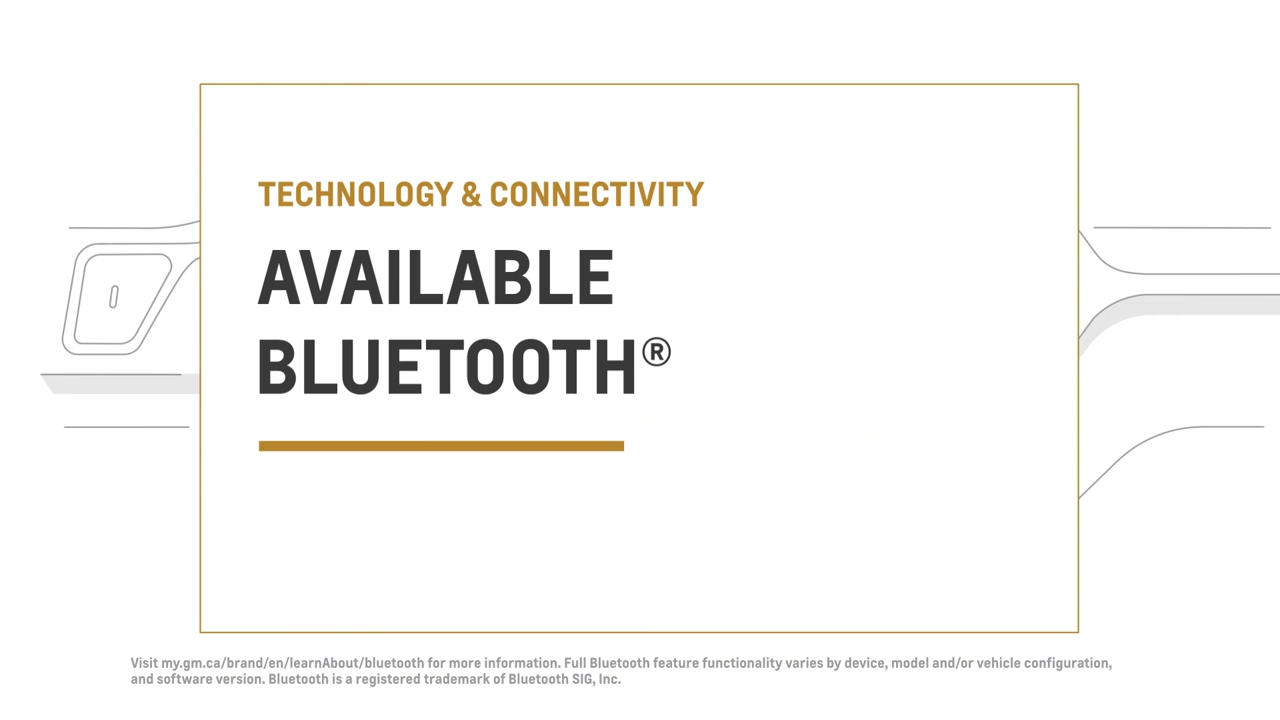 TECHNOLOGY & CONNECTIVITY
AVAILABLE
BLUETOOTH®
Visit my.gm.ca/brand/en/learnAbout/bluetooth for more information. Full Bluetooth feature functionality varies by device, model and/or vehicle configuration,
and software version. Bluetooth is a registered trademark of Bluetooth SIG, Inc.